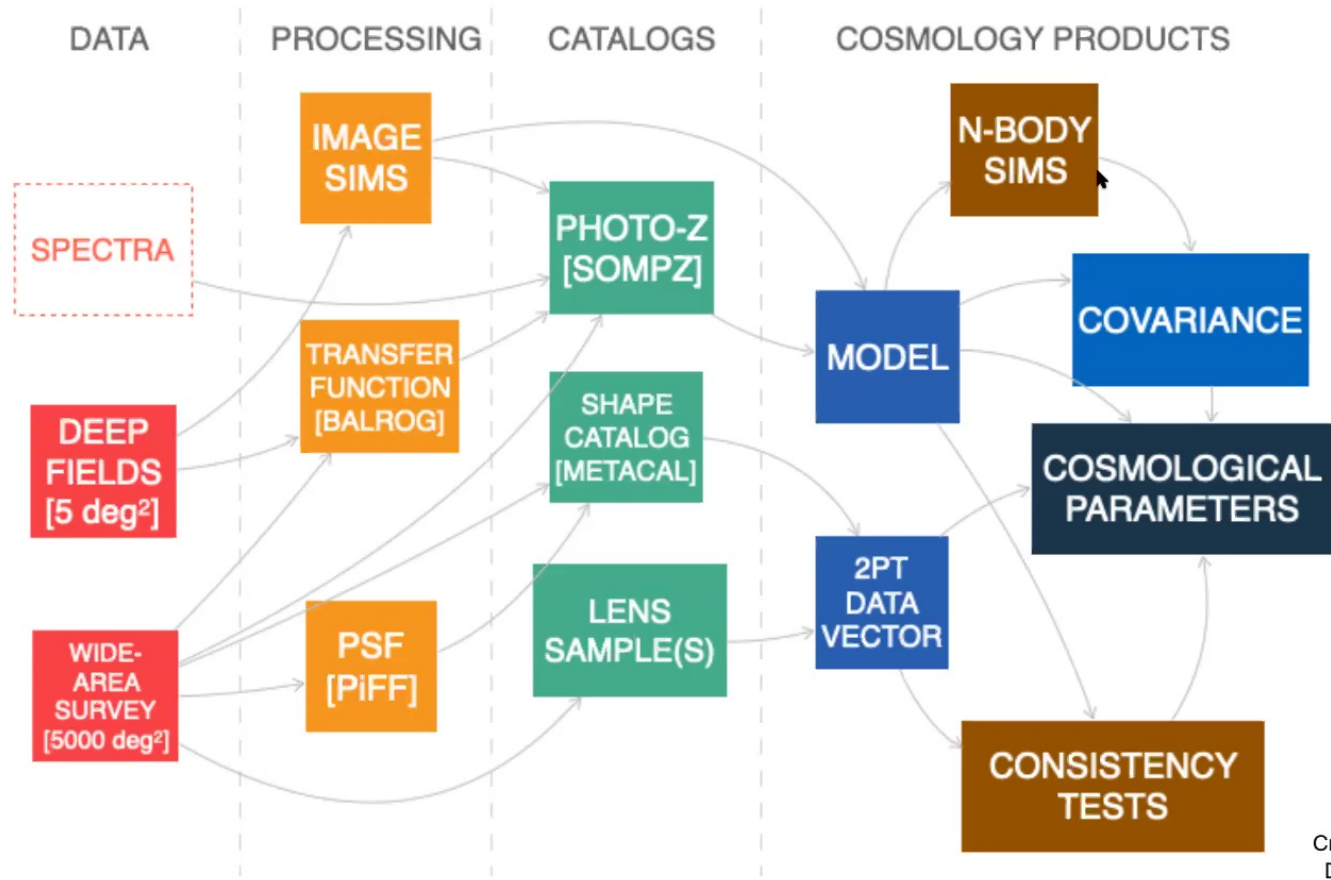 DATA
PROCESSING
CATALOGS
COSMOLOGY PRODUCTS
SPECTRA
DEEP
FIELDS
[5 deg²]
WIDE-
AREA
SURVEY
[5000 deg²]
IMAGE
SIMS
TRANSFER
FUNCTION
[BALROG]
PSF
[PiFF]
PHOTO-Z
[SOMPZ]
SHAPE
CATALOG
[METACAL]
LENS
SAMPLE(S)
MODEL
2PT
DATA
VECTOR
N-BODY
SIMS
COVARIANCE
COSMOLOGICAL
PARAMETERS
CONSISTENCY
TESTS